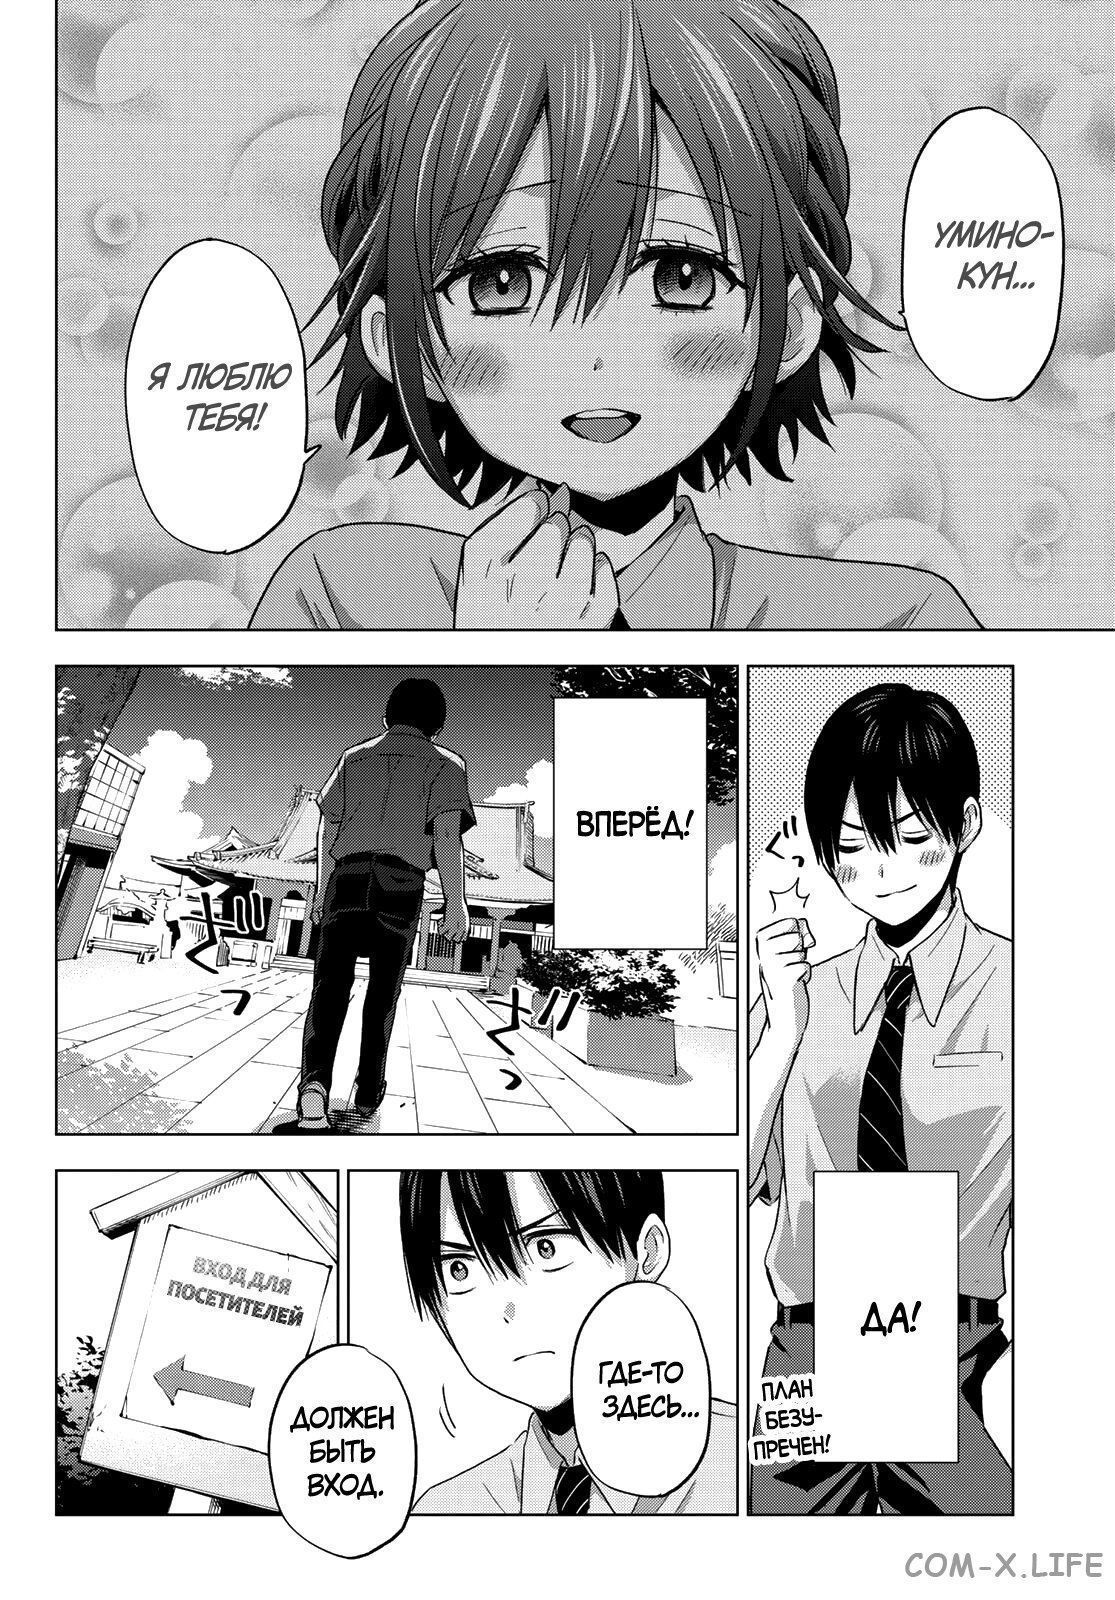 УМИНО-
КУН...
Я ЛЮБЛЮ
ТЕБЯ!
ДА!
ПЛАН
БЕЗУ-
ПРЕЧЕН!
ВПЕРЁД!
ГДЕ-ТО
ЗДЕСЬ...
ДОЛЖЕН
БЫТЬ
ВХОД.
ВХОД ДЛЯ
ПОСЕТИТЕЛЕЙ
COM-X.LIFE